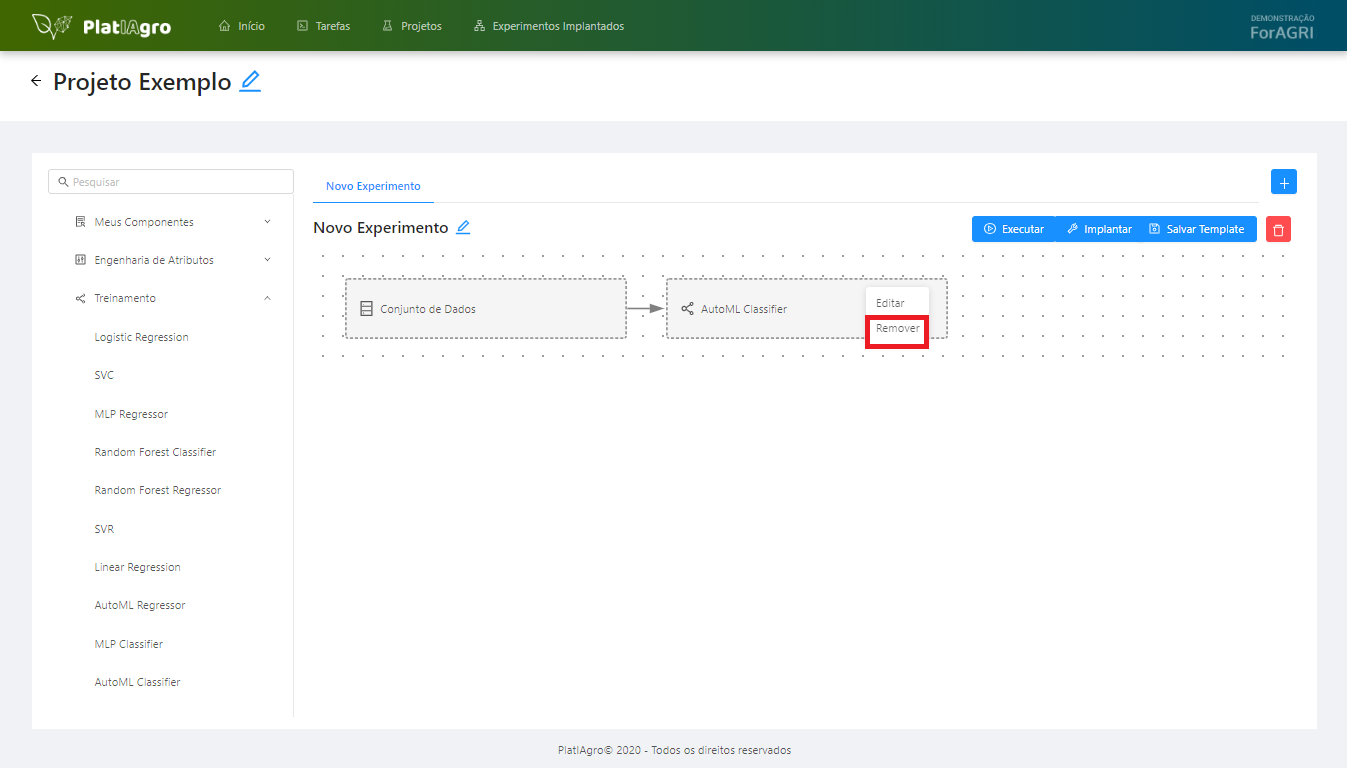 PlatIAgro
Início
Tarefas
Projetos
Experimentos Implantados
DEMONSTRAÇÃO
ForAGRI
Projeto Exemplo
Pesquisar
Meus Componentes
Engenharia de Atributos
Treinamento
Logistic Regression
SVC
MLP Regressor
Random Forest Classifier
Random Forest Regressor
SVR
Linear Regression
AutoML Regressor
MLP Classifier
AutoML Classifier
Novo Experimento
Novo Experimento
Executar
Implantar
Salvar Template
Conjunto de Dados
AutoML Classifier
Editar
Remover
PlatIAgro© 2020 - Todos os direitos reservados